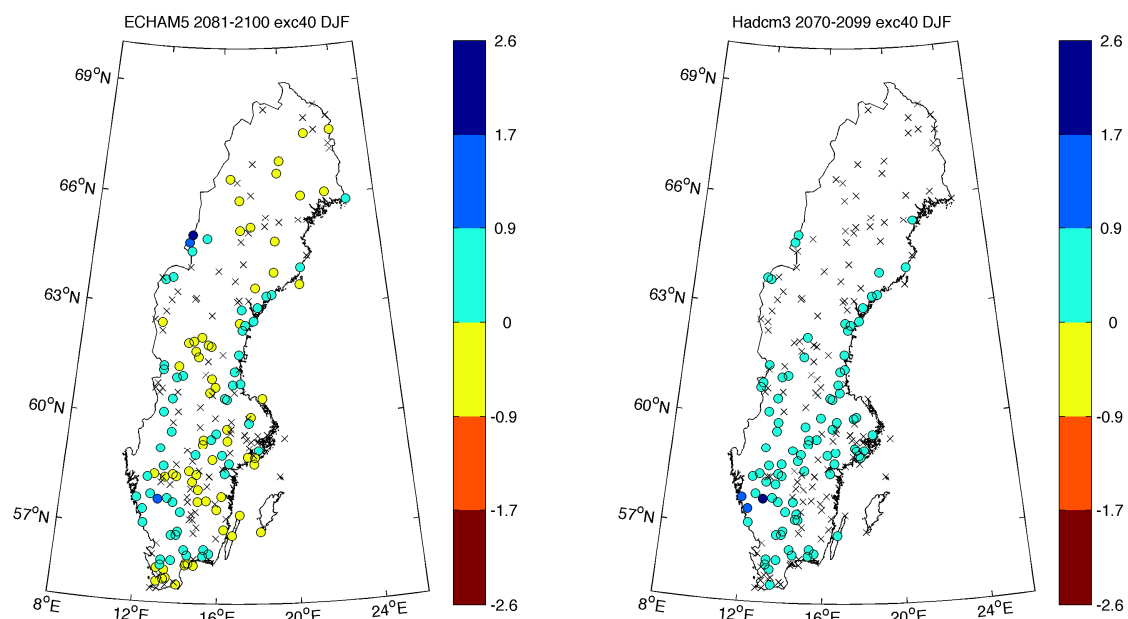 ECHAM5 2081-2100 exc40 DJF
69°N
66°N
63°N
60°N
57°N
8°E
12°E
16°E
20°E
24°E
2.6
1.7
0.9
0
-0.9
-1.7
-2.6
Hadcm3 2070-2099 exc40 DJF
69°N
66°N
63°N
60°N
57°N
8°E
12°E
16°E
20°E
24°E
2.6
1.7
0.9
0
-0.9
-1.7
-2.6